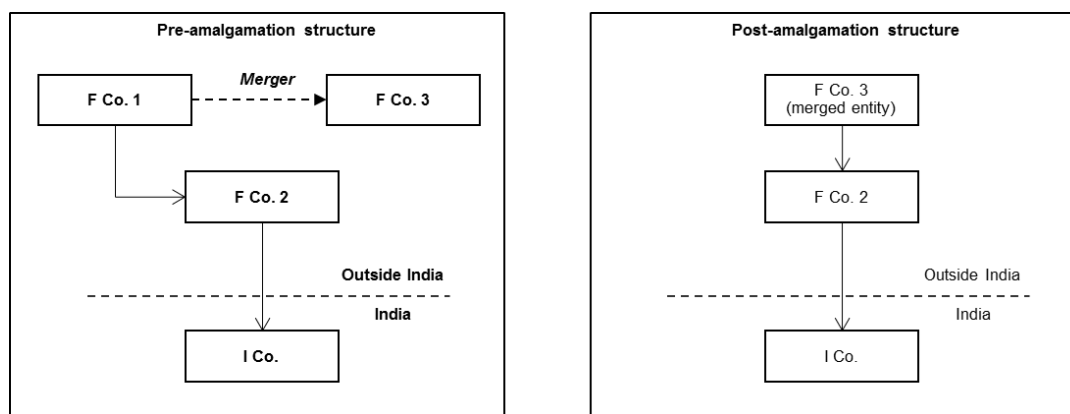 Pre-amalgamation structure
Merger
F Co. 1
F Co. 3
F Co. 2
Outside India
India
I Co.
Post-amalgamation structure
F Co. 3
(merged entity)
F Co. 2
Outside India
India
I Co.